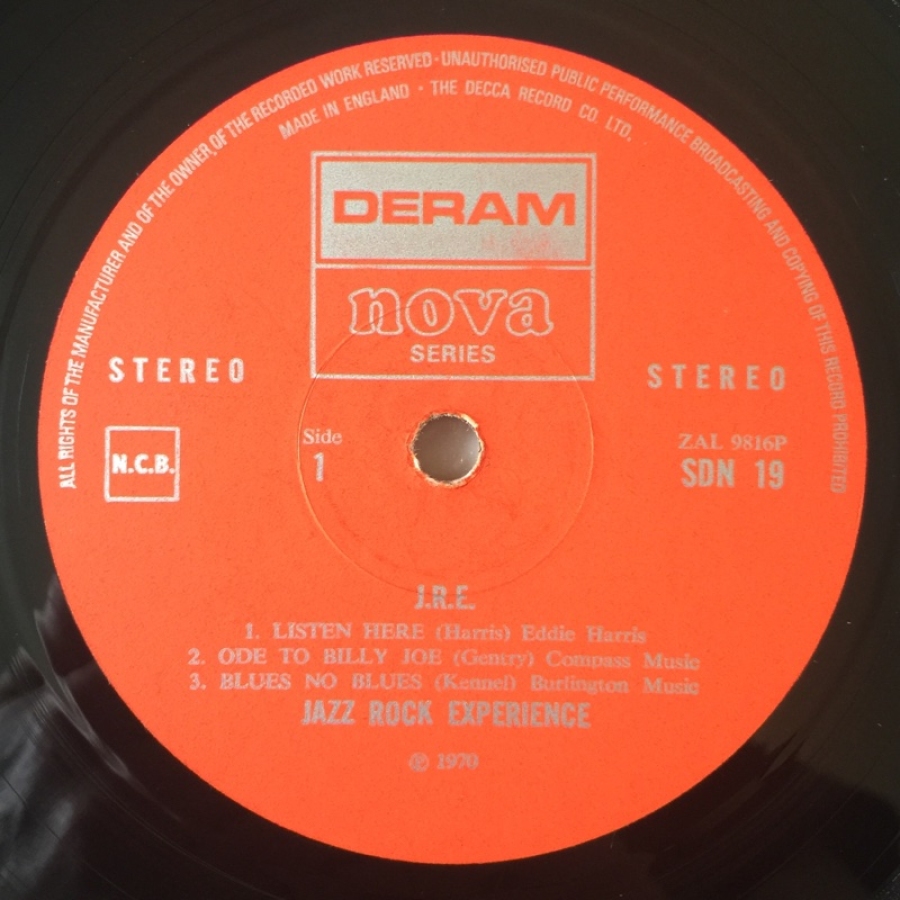 ALL RIGHTS OF THE MANUFACTURER AND OF THE OWNER OF THE RECORDED WORK RESERVED · UNAUTHORISED PUBLIC PERFORMANCE BROADCASTING AND COPYING OF THIS RECORD PROHIBITED
MADE IN ENGLAND · THE DECCA RECORD CO. LTD.
DERAM
nova
SERIES
STEREO
STEREO
N.C.B.
Side
1
ZAL 9816P
SDN 19
J.R.E.
1. LISTEN HERE (Harris) Eddie Harris
2. ODE TO BILLY JOE (Gentry) Compass Music
3. BLUES NO BLUES (Kennel) Burlington Music
JAZZ ROCK EXPERIENCE
℗ 1970